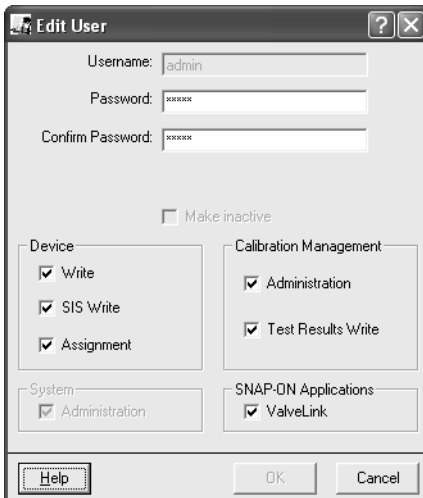 Edit User
Username: admin
Password: *****
Confirm Password: *****
Make inactive
Device
Write
SIS Write
Assignment
Calibration Management
Administration
Test Results Write
System
Administration
SNAP-ON Applications
ValveLink
Help
OK
Cancel